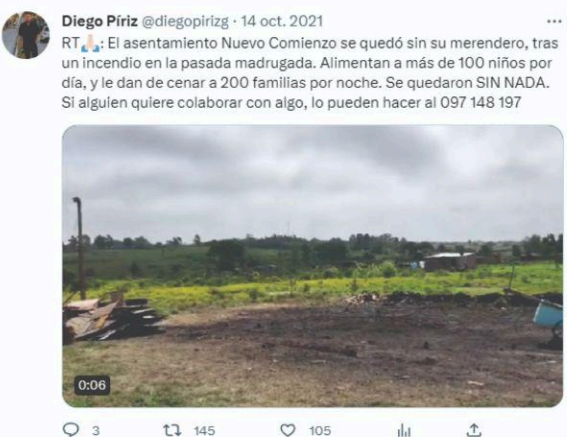 Diego Píriz @diegopirizg · 14 oct. 2021
RT🙏🏻: El asentamiento Nuevo Comienzo se quedó sin su merendero, tras
un incendio en la pasada madrugada. Alimentan a más de 100 niños por
día, y le dan de cenar a 200 familias por noche. Se quedaron SIN NADA.
Si alguien quiere colaborar con algo, lo pueden hacer al 097 148 197
0:06
3 145 105